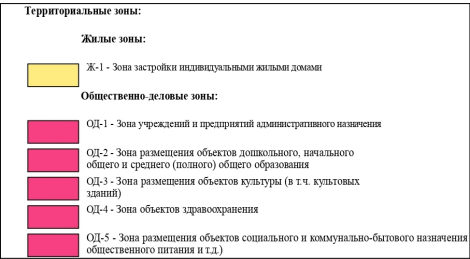 Территориальные зоны:
Жилые зоны:
Ж-1 - Зона застройки индивидуальными жилыми домами
Общественно-деловые зоны:
ОД-1 - Зона учреждений и предприятий административного назначения
ОД-2 - Зона размещения объектов дошкольного, начального
общего и среднего (полного) общего образования
ОД-3 - Зона размещения объектов культуры (в т.ч. культовых
зданий)
ОД-4 - Зона объектов здравоохранения
ОД-5 - Зона размещения объектов социального и коммунально-бытового назначения
общественного питания и т.д.)